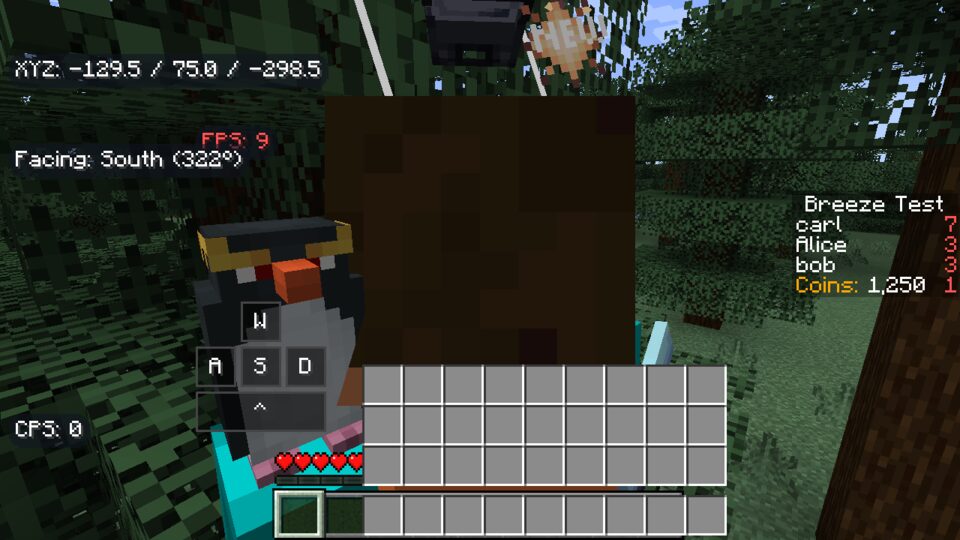 XYZ: -129.5 / 75.0 / -298.5
FPS: 9
Facing: South (322°)
Breeze Test
carl 7
Alice 3
bob 3
Coins: 1,250 1
W
A S D
^
CPS: 0